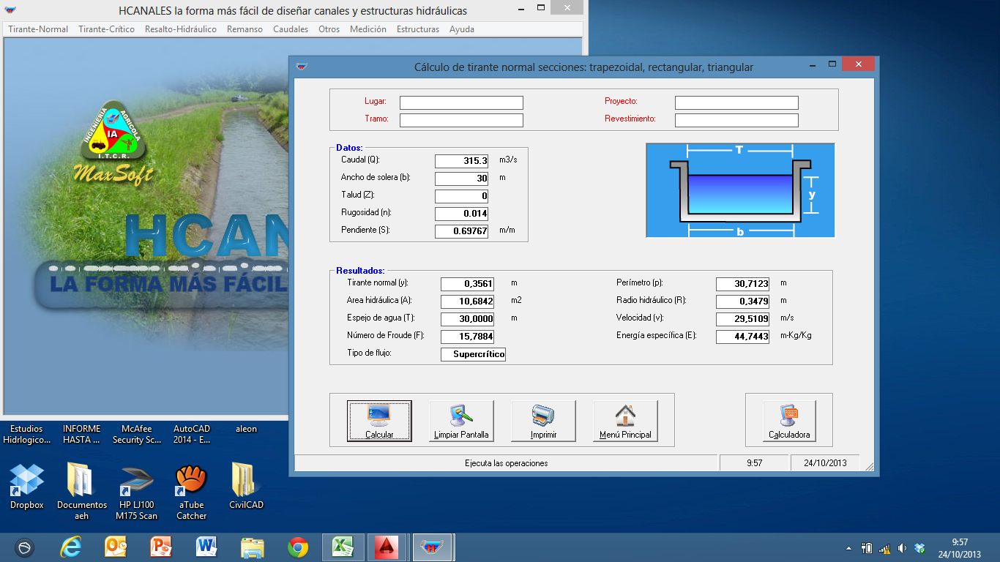 HCANALES la forma más fácil de diseñar canales y estructuras hidráulicas
Tirante-Normal Tirante-Crítico Resalto-Hidráulico Remanso Caudales Otros Medición Estructuras Ayuda
INGENIERIA AGRICOLA
IA
I.T.C.R.
MaxSoft
HCAN
LA FORMA MÁS FÁCIL
Cálculo de tirante normal secciones: trapezoidal, rectangular, triangular
Lugar: Proyecto:
Tramo: Revestimiento:
Datos:
Caudal (Q): 315.3 m3/s
Ancho de solera (b): 30 m
Talud (Z): 0
Rugosidad (n): 0.014
Pendiente (S): 0.69767 m/m
T
y
b
Resultados:
Tirante normal (y): 0,3561 m Perímetro (p): 30,7123 m
Area hidráulica (A): 10,6842 m2 Radio hidráulico (R): 0,3479 m
Espejo de agua (T): 30,0000 m Velocidad (v): 29,5109 m/s
Número de Froude (F): 15,7884 Energía específica (E): 44,7443 m-Kg/Kg
Tipo de flujo: Supercrítico
Calcular Limpiar Pantalla Imprimir Menú Principal Calculadora
Ejecuta las operaciones 9:57 24/10/2013
Estudios Hidrlogico... INFORME HASTA ... McAfee Security Sc... AutoCAD 2014 - E... aleon
Dropbox Documentos aeh HP LJ100 M175 Scan aTube Catcher CivilCAD
9:57
24/10/2013